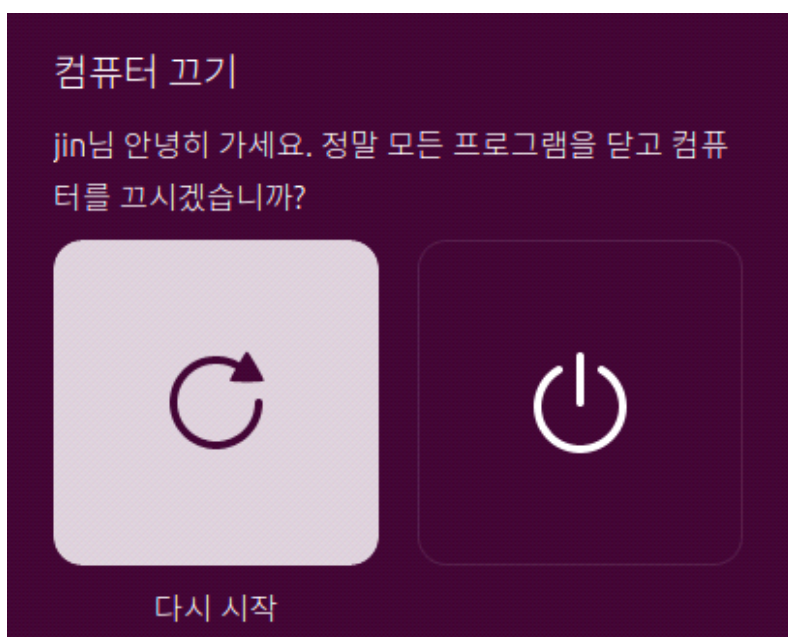 컴퓨터 끄기
jin님 안녕히 가세요. 정말 모든 프로그램을 닫고 컴퓨
터를 끄시겠습니까?
다시 시작